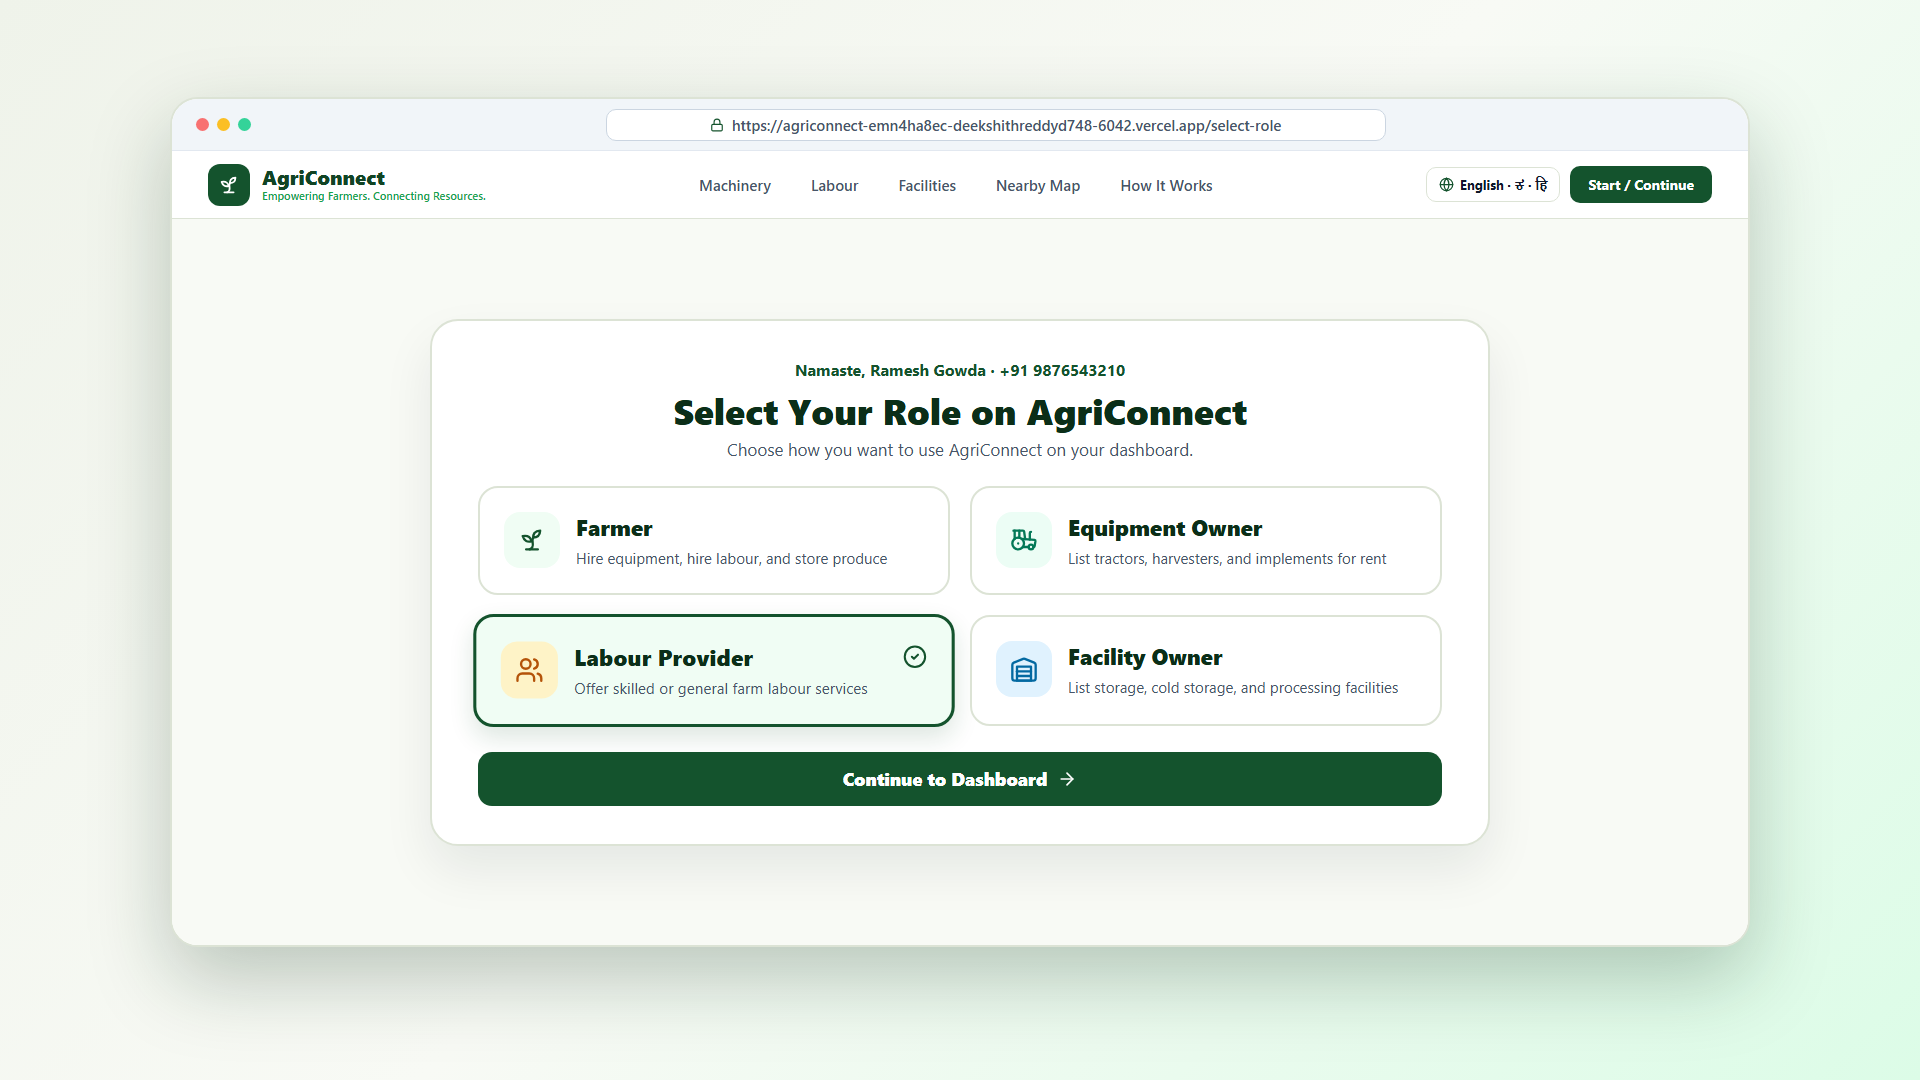 https://agriconnect-emn4ha8ec-deekshithreddyd748-6042.vercel.app/select-role
AgriConnect
Empowering Farmers. Connecting Resources.
Machinery
Labour
Facilities
Nearby Map
How It Works
English · ಕ · हि
Start / Continue
Namaste, Ramesh Gowda · +91 9876543210
Select Your Role on AgriConnect
Choose how you want to use AgriConnect on your dashboard.
Farmer
Hire equipment, hire labour, and store produce
Equipment Owner
List tractors, harvesters, and implements for rent
Labour Provider
Offer skilled or general farm labour services
Facility Owner
List storage, cold storage, and processing facilities
Continue to Dashboard